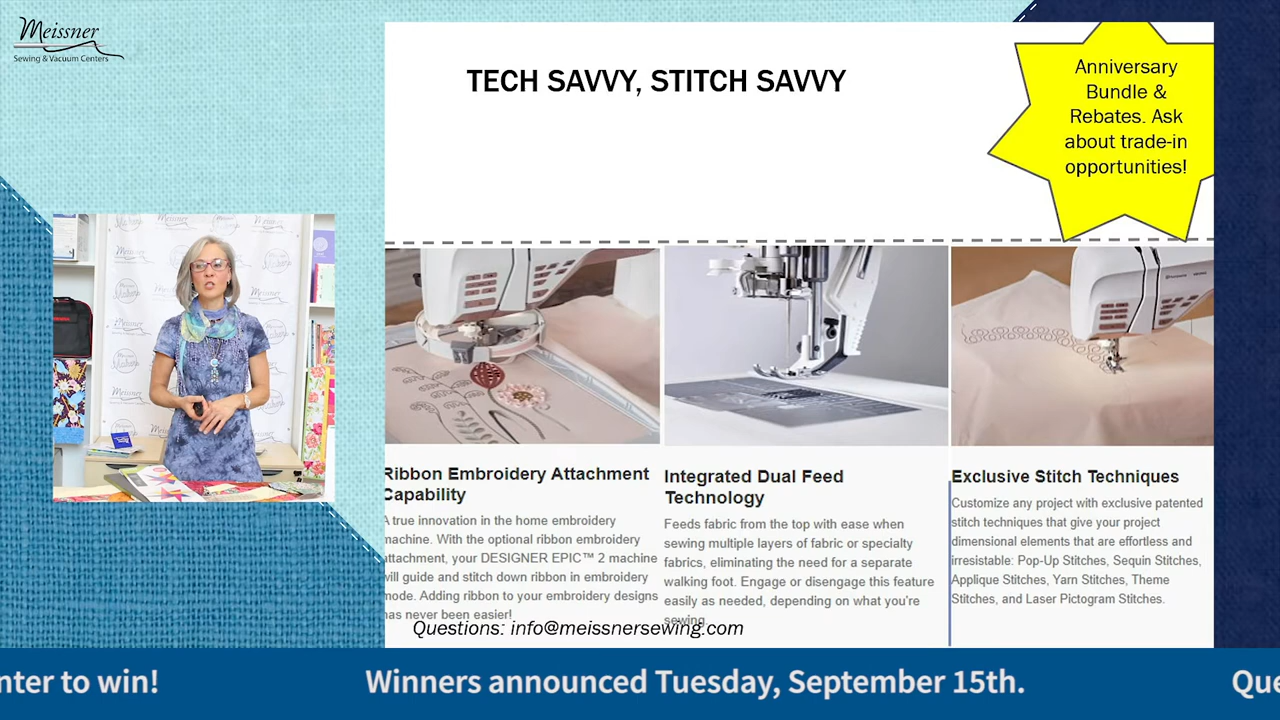 Meissner
Sewing & Vacuum Centers
TECH SAVVY, STITCH SAVVY
Anniversary
Bundle &
Rebates. Ask
about trade-in
opportunities!
Ribbon Embroidery Attachment
Capability
A true innovation in the home embroidery
machine. With the optional ribbon embroidery
attachment, your DESIGNER EPIC™ 2 machine
will guide and stitch down ribbon in embroidery
mode. Adding ribbon to your embroidery designs
has never been easier!
Integrated Dual Feed
Technology
Feeds fabric from the top with ease when
sewing multiple layers of fabric or specialty
fabrics, eliminating the need for a separate
walking foot. Engage or disengage this feature
easily as needed, depending on what you're
sewing.
Exclusive Stitch Techniques
Customize any project with exclusive patented
stitch techniques that give your project
dimensional elements that are effortless and
irresistable: Pop-Up Stitches, Sequin Stitches,
Applique Stitches, Yarn Stitches, Theme
Stitches, and Laser Pictogram Stitches.
Questions: info@meissnersewing.com
nter to win! Winners announced Tuesday, September 15th. Que